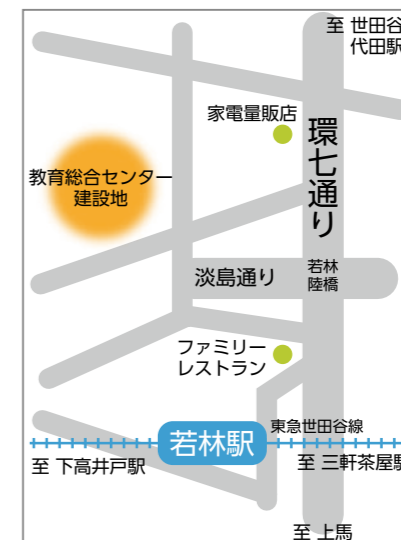 至 世田谷
代田駅
家電量販店
環七通り
教育総合センター
建設地
淡島通り
若林
陸橋
ファミリー
レストラン
東急世田谷線
若林駅
至 下高井戸駅
至 三軒茶屋駅
至 上馬